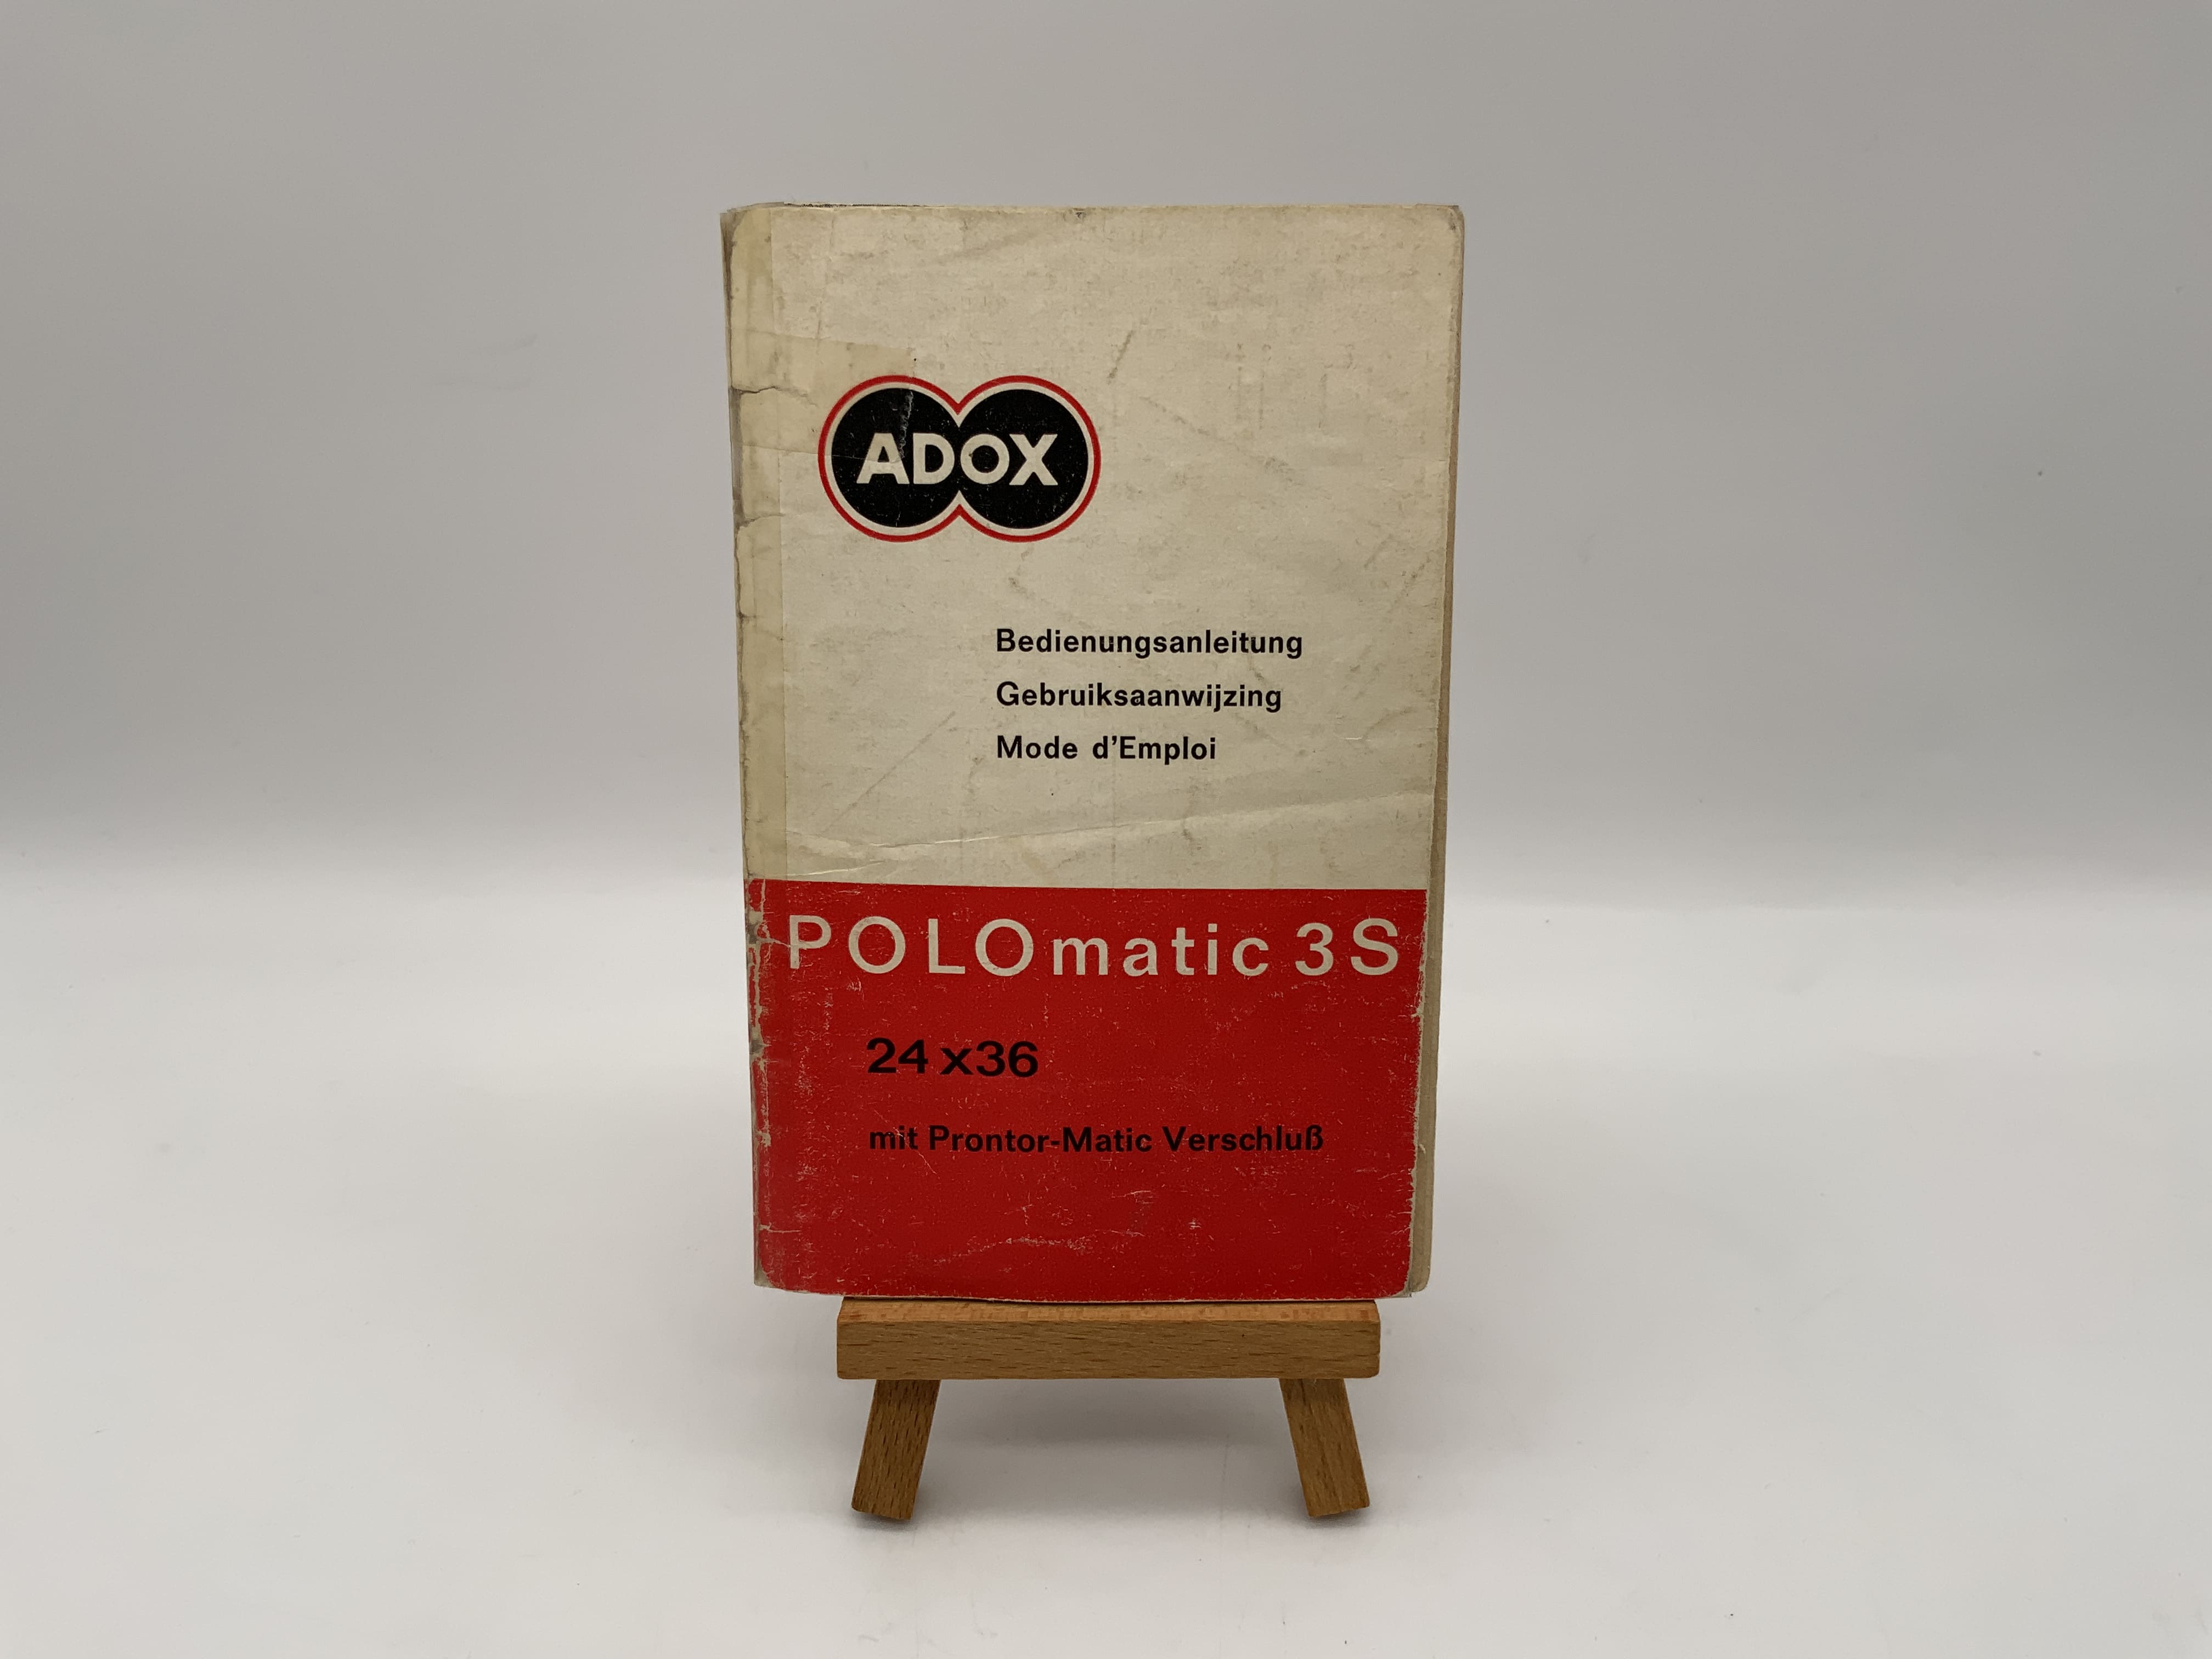 ADOX
Bedienungsanleitung
Gebruiksaanwijzing
Mode d’Emploi
POLOmatic 3S
24x36
mit Prontor-Matic Verschluß